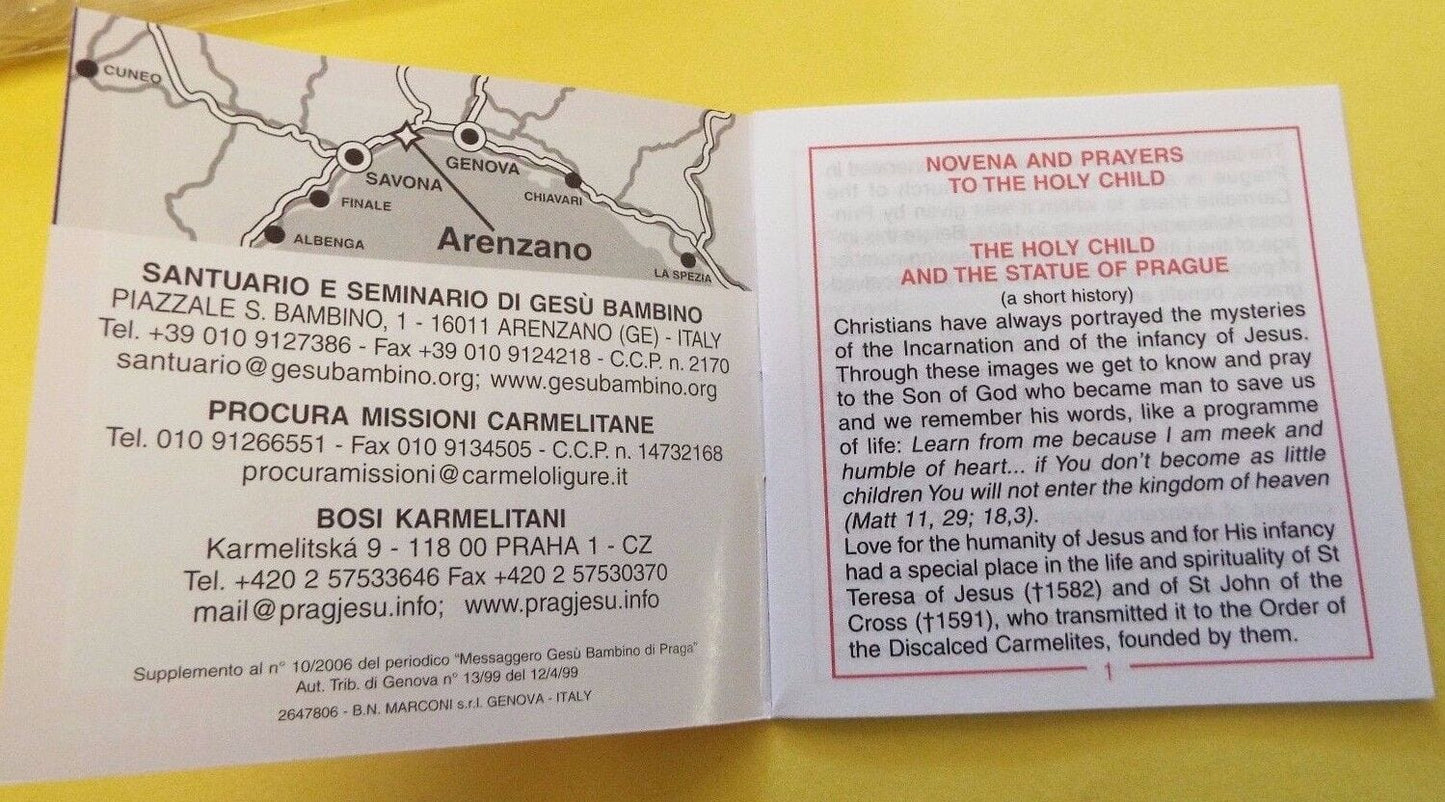 CUNEO
SAVONA
GENOVA
FINALE
CHIAVARI
ALBENGA
Arenzano
LA SPEZIA
SANTUARIO E SEMINARIO DI GESÙ BAMBINO
PIAZZALE S. BAMBINO, 1 - 16011 ARENZANO (GE) - ITALY
Tel. +39 010 9127386 - Fax +39 010 9124218 - C.C.P. n. 2170
santuario@gesubambino.org; www.gesubambino.org
PROCURA MISSIONI CARMELITANE
Tel. 010 91266551 - Fax 010 9134505 - C.C.P. n. 14732168
procuramissioni@carmeloligure.it
BOSI KARMELITANI
Karmelitská 9 - 118 00 PRAHA 1 - CZ
Tel. +420 2 57533646 Fax +420 2 57530370
mail@pragjesu.info; www.pragjesu.info
Supplemento al n° 10/2006 del periodico "Messaggero Gesù Bambino di Praga"
Aut. Trib. di Genova n° 13/99 del 12/4/99
2647806 - B.N. MARCONI s.r.l. GENOVA - ITALY
NOVENA AND PRAYERS
TO THE HOLY CHILD
THE HOLY CHILD
AND THE STATUE OF PRAGUE
(a short history)
Christians have always portrayed the mysteries
of the Incarnation and of the infancy of Jesus.
Through these images we get to know and pray
to the Son of God who became man to save us
and we remember his words, like a programme
of life: Learn from me because I am meek and
humble of heart... if You don't become as little
children You will not enter the kingdom of heaven
(Matt 11, 29; 18,3).
Love for the humanity of Jesus and for His infancy
had a special place in the life and spirituality of St
Teresa of Jesus (†1582) and of St John of the
Cross (†1591), who transmitted it to the Order of
the Discalced Carmelites, founded by them.
1